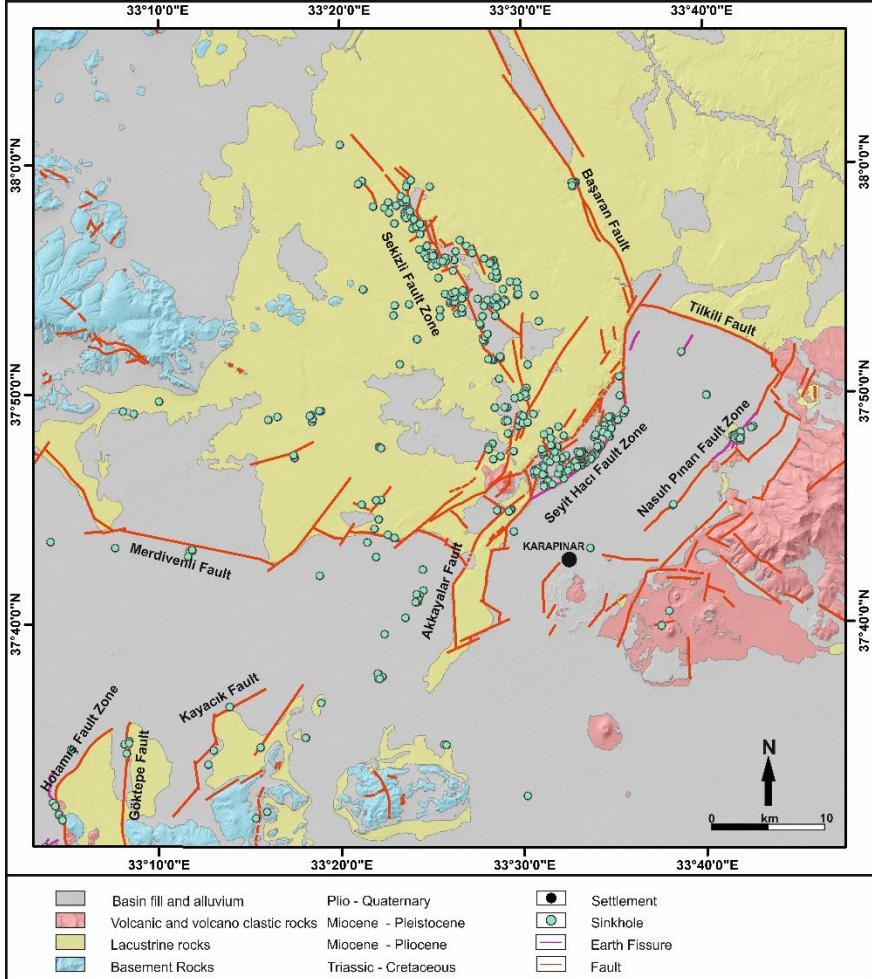 33°10'0"E 33°20'0"E 33°30'0"E 33°40'0"E
38°0'0"N 38°0'0"N
Başaran Fault
Sekizli Fault Zone
Tilkili Fault
37°50'0"N 37°50'0"N
Nasuh Pınarı Fault Zone
Seyit Hacı Fault Zone
Merdivenli Fault
KARAPINAR
Akkayalar Fault
37°40'0"N 37°40'0"N
Kayacık Fault
Hotamış Fault Zone
Göktepe Fault
N
0 km 10
33°10'0"E 33°20'0"E 33°30'0"E 33°40'0"E
Basin fill and alluvium Plio - Quaternary Settlement
Volcanic and volcano clastic rocks Miocene - Pleistocene Sinkhole
Lacustrine rocks Miocene - Pliocene Earth Fissure
Basement Rocks Triassic - Cretaceous Fault